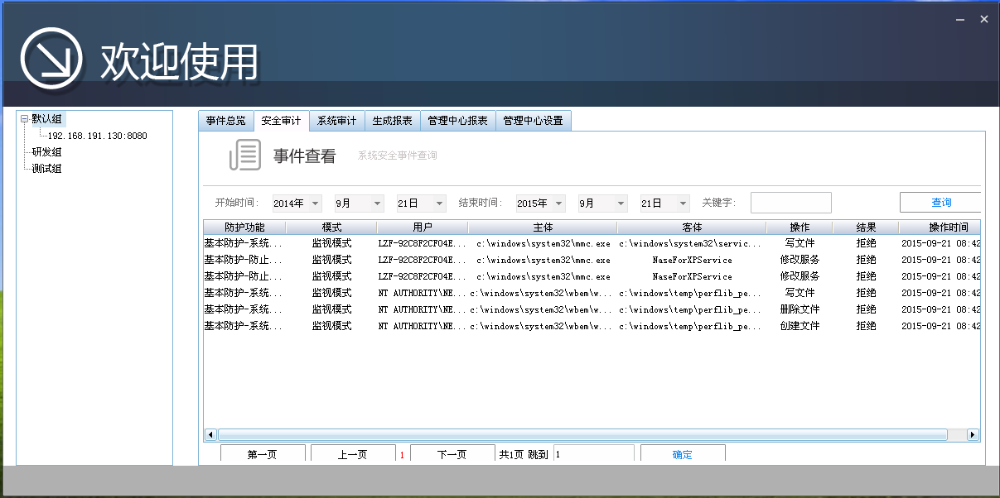 欢迎使用
默认组
192.168.191.130:8080
研发组
测试组
事件总览 安全审计 系统审计 生成报表 管理中心报表 管理中心设置
事件查看 系统安全事件查询
开始时间: 2014年 9月 21日 结束时间: 2015年 9月 21日 关键字: 查询
防护功能 模式 用户 主体 客体 操作 结果 操作时间
基本防护-系统... 监视模式 LZF-92C8F2CF04E... c:\windows\system32\mmc.exe c:\windows\system32\servic... 写文件 拒绝 2015-09-21 08:42
基本防护-防止... 监视模式 LZF-92C8F2CF04E... c:\windows\system32\mmc.exe NaseForXPService 修改服务 拒绝 2015-09-21 08:42
基本防护-防止... 监视模式 LZF-92C8F2CF04E... c:\windows\system32\mmc.exe NaseForXPService 修改服务 拒绝 2015-09-21 08:42
基本防护-系统... 监视模式 NT AUTHORITY\NE... c:\windows\system32\wbem\w... c:\windows\temp\perflib_pe... 写文件 拒绝 2015-09-21 08:42
基本防护-系统... 监视模式 NT AUTHORITY\NE... c:\windows\system32\wbem\w... c:\windows\temp\perflib_pe... 删除文件 拒绝 2015-09-21 08:42
基本防护-系统... 监视模式 NT AUTHORITY\NE... c:\windows\system32\wbem\w... c:\windows\temp\perflib_pe... 创建文件 拒绝 2015-09-21 08:42
第一页 上一页 1 下一页 共1页 跳到 1 确定